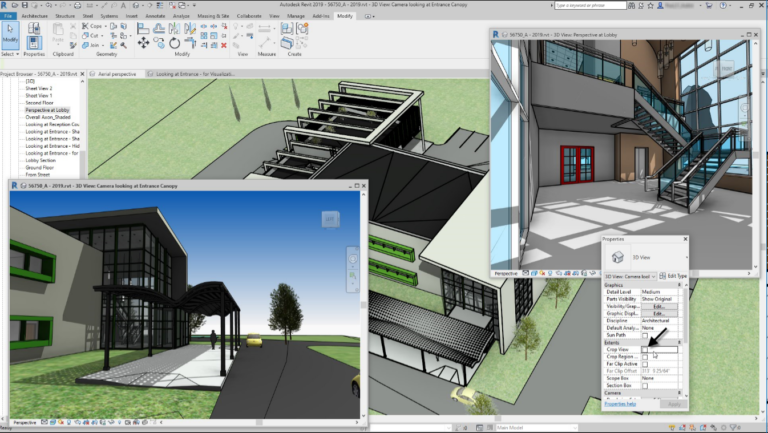 Autodesk Revit 2019 - 56750_A - 2019.rvt - 3D View: Camera looking at Entrance Canopy
Type a keyword or phrase
Architecture Structure Steel Systems Insert Annotate Analyze Massing & Site Collaborate View Manage Add-Ins Modify
Modify
Properties
Cope
Cut
Join
Select Properties Clipboard Geometry Modify View Measure Create
Project Browser - 56750_A - 2019.rvt
Aerial perspective
Looking at Entrance - for Visualizati...
{3D}
Sheet View 2
Sheet View 1
Second Floor
Perspective at Lobby
Overall Axon_Shaded
Looking at Reception Cou
Looking at Entrance - Sha
Looking at Entrance - Sha
Looking at Entrance - Hid
Looking at Entrance - for
Lobby Section
Ground Floor
From Street
56750_A - 2019.rvt - 3D View: Perspective at Lobby
Perspective
56750_A - 2019.rvt - 3D View: Camera looking at Entrance Canopy
Perspective
Properties
3D View
3D View: Camera lool
Edit Type
Graphics
Detail Level Medium
Parts Visibility Show Original
Visibility/Grap... Edit...
Graphic Displ... Edit...
Discipline Architectural
Default Analy... None
Sun Path
Extents
Crop View
Crop Region ...
Far Clip Active
Far Clip Offset
Scope Box None
Section Box
Camera
Properties help
Apply
Main Model